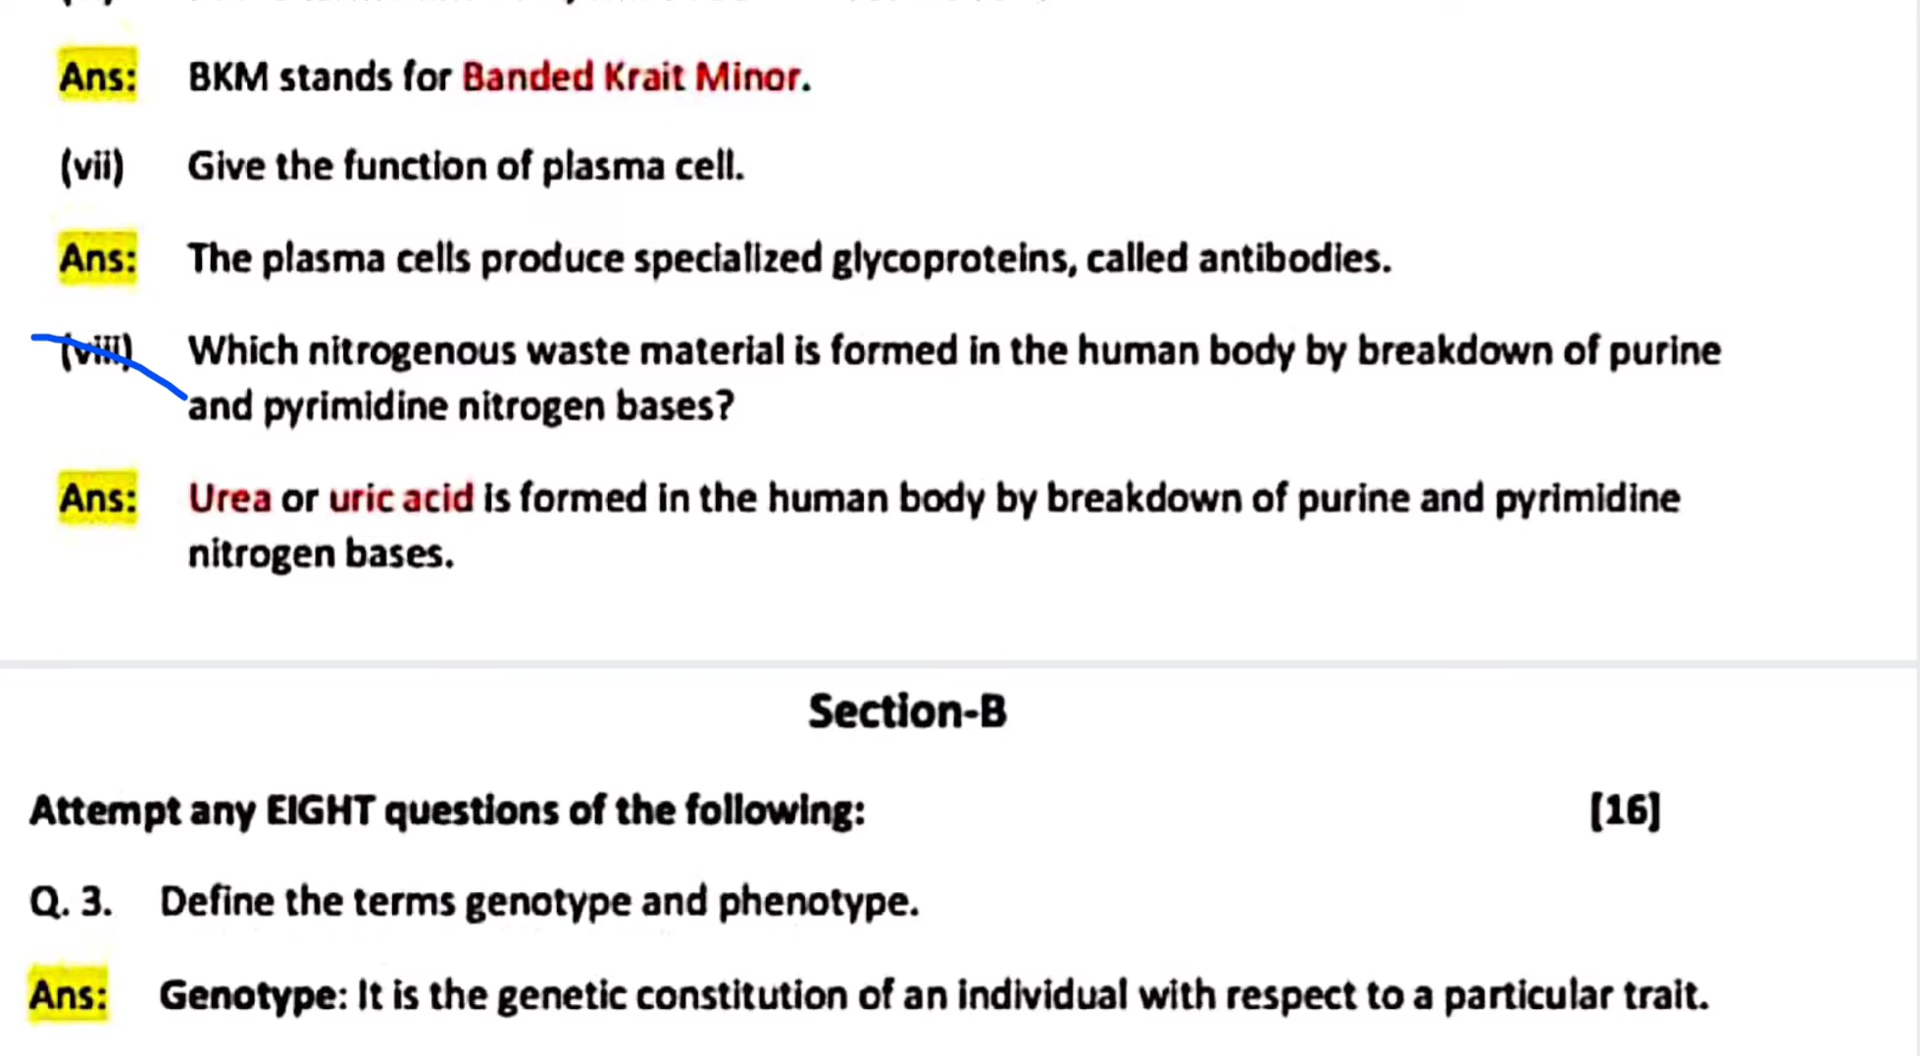 Ans: BKM stands for Banded Krait Minor.
(vii) Give the function of plasma cell.
Ans: The plasma cells produce specialized glycoproteins, called antibodies.
(viii) Which nitrogenous waste material is formed in the human body by breakdown of purine
and pyrimidine nitrogen bases?
Ans: Urea or uric acid is formed in the human body by breakdown of purine and pyrimidine
nitrogen bases.
Section-B
Attempt any EIGHT questions of the following: [16]
Q. 3. Define the terms genotype and phenotype.
Ans: Genotype: It is the genetic constitution of an individual with respect to a particular trait.